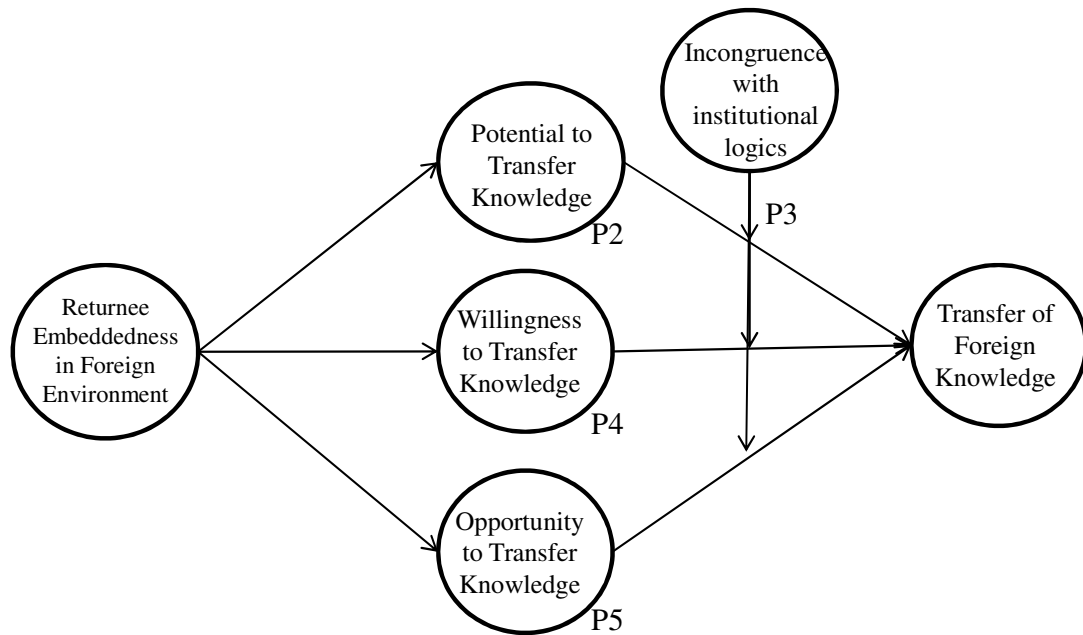 Incongruence
with
institutional
logics
P3
Potential to
Transfer
Knowledge
P2
Returnee
Embeddedness
in Foreign
Environment
Willingness
to Transfer
Knowledge
P4
Transfer of
Foreign
Knowledge
Opportunity
to Transfer
Knowledge
P5